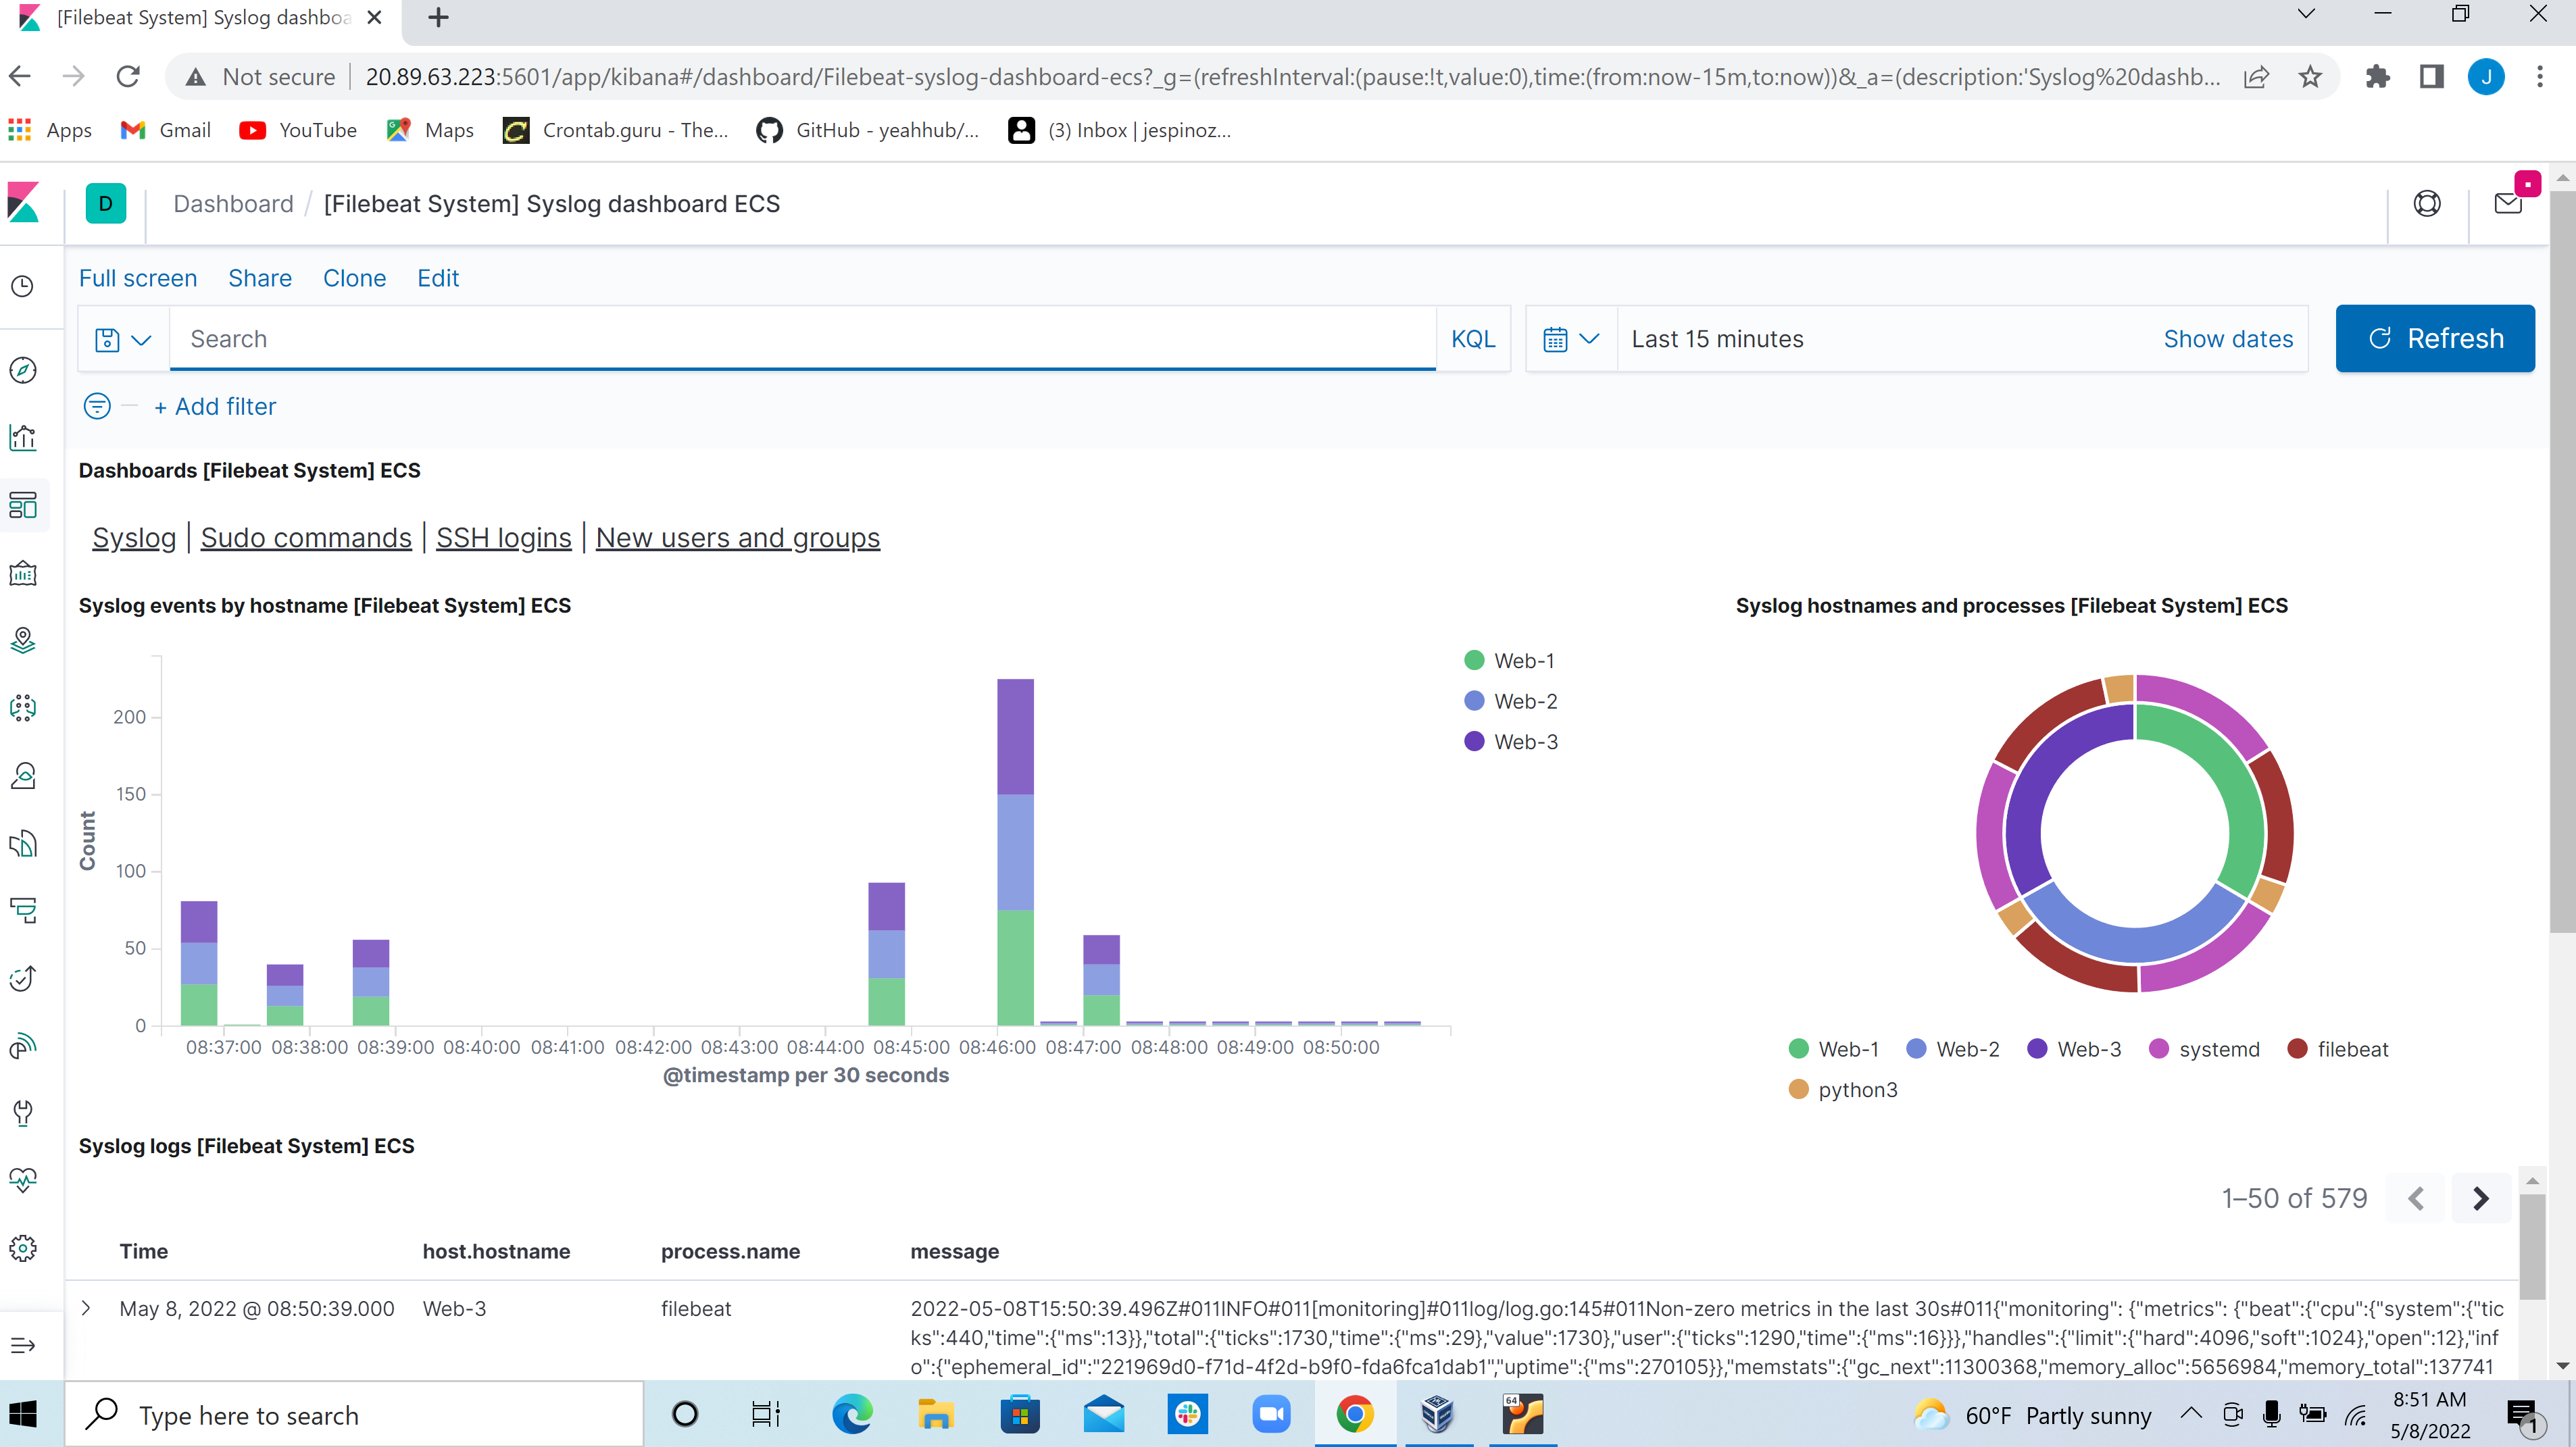 [Filebeat System] Syslog dashboa
Not secure
20.89.63.223:5601/app/kibana#/dashboard/Filebeat-syslog-dashboard-ecs?_g=(refreshInterval:(pause:!t,value:0),time:(from:now-15m,to:now))&_a=(description:'Syslog%20dashb...
J
Apps
Gmail
YouTube
Maps
Crontab.guru - The...
GitHub - yeahhub/...
(3) Inbox | jespinoz...
D
Dashboard / [Filebeat System] Syslog dashboard ECS
Full screen
Share
Clone
Edit
Search
KQL
Last 15 minutes
Show dates
Refresh
+ Add filter
Dashboards [Filebeat System] ECS
Syslog | Sudo commands | SSH logins | New users and groups
Syslog events by hostname [Filebeat System] ECS
Count
200
150
100
50
0
08:37:00 08:38:00 08:39:00 08:40:00 08:41:00 08:42:00 08:43:00 08:44:00 08:45:00 08:46:00 08:47:00 08:48:00 08:49:00 08:50:00
@timestamp per 30 seconds
Web-1
Web-2
Web-3
Syslog hostnames and processes [Filebeat System] ECS
Web-1 Web-2 Web-3 systemd filebeat
python3
Syslog logs [Filebeat System] ECS
1–50 of 579
Time host.hostname process.name message
May 8, 2022 @ 08:50:39.000 Web-3 filebeat 2022-05-08T15:50:39.496Z#011INFO#011[monitoring]#011log/log.go:145#011Non-zero metrics in the last 30s#011{"monitoring": {"metrics": {"beat":{"cpu":{"system":{"tic
ks":440,"time":{"ms":13}},"total":{"ticks":1730,"time":{"ms":29},"value":1730},"user":{"ticks":1290,"time":{"ms":16}}},"handles":{"limit":{"hard":4096,"soft":1024},"open":12},"inf
o":{"ephemeral_id":"221969d0-f71d-4f2d-b9f0-fda6fca1dab1","uptime":{"ms":270105}},"memstats":{"gc_next":11300368,"memory_alloc":5656984,"memory_total":137741
Type here to search
64
60°F Partly sunny
8:51 AM
5/8/2022
1